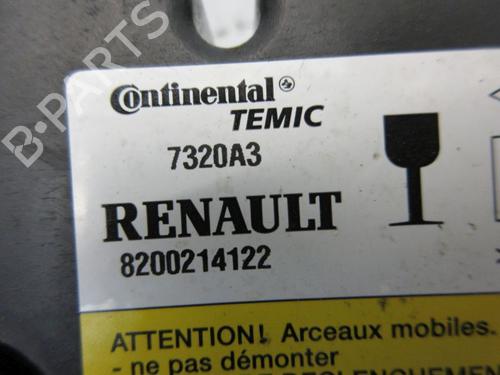 B-PARTS
Continental
TEMIC
7320A3
RENAULT
8200214122
ATTENTION! Arceaux mobiles.
- ne pas démonter